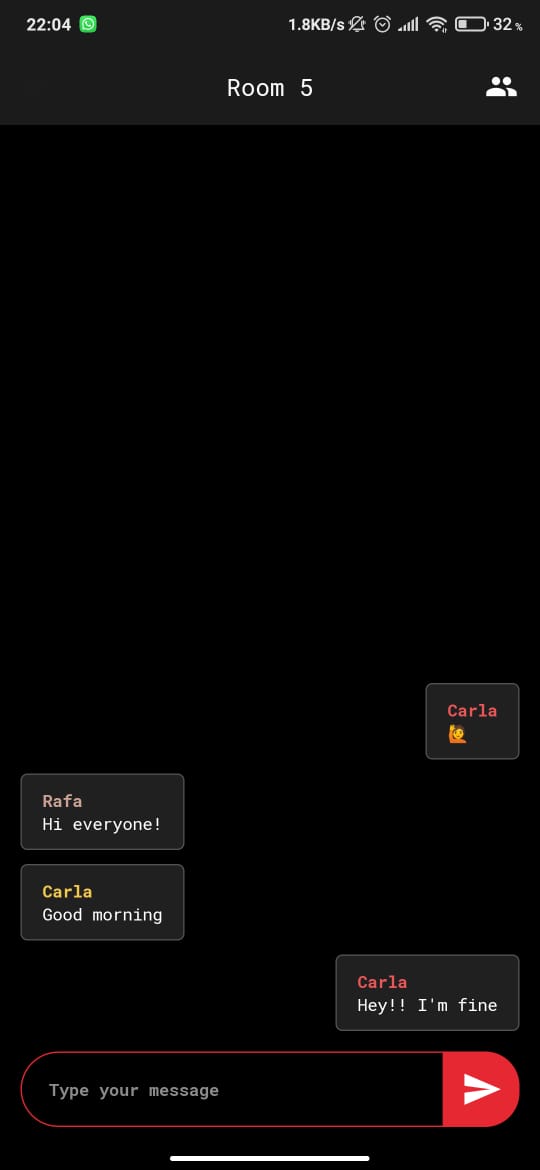 22:04
1.8KB/s 32 %
Room 5
Carla
🙋
Rafa
Hi everyone!
Carla
Good morning
Carla
Hey!! I'm fine
Type your message